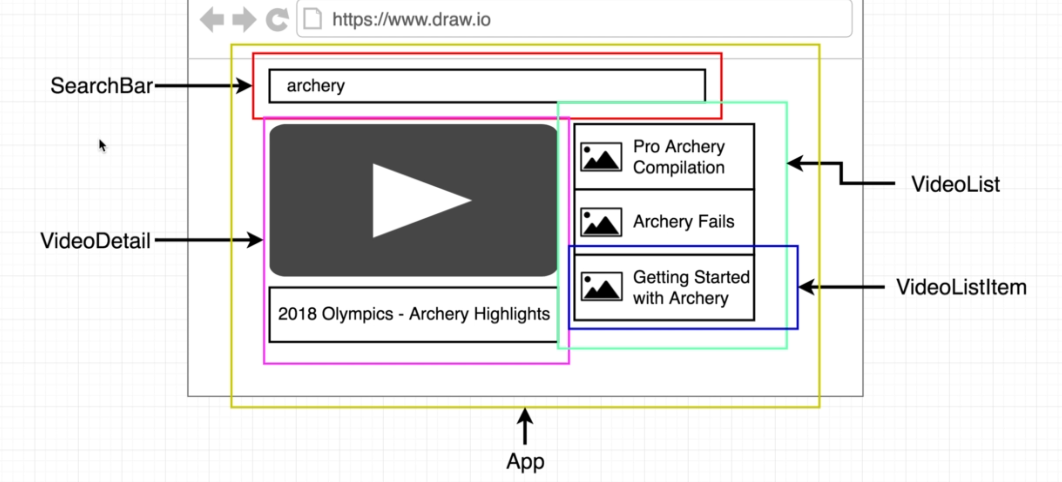 https://www.draw.io
SearchBar
archery
Pro Archery
Compilation
VideoList
Archery Fails
VideoDetail
Getting Started
with Archery
VideoListItem
2018 Olympics - Archery Highlights
App